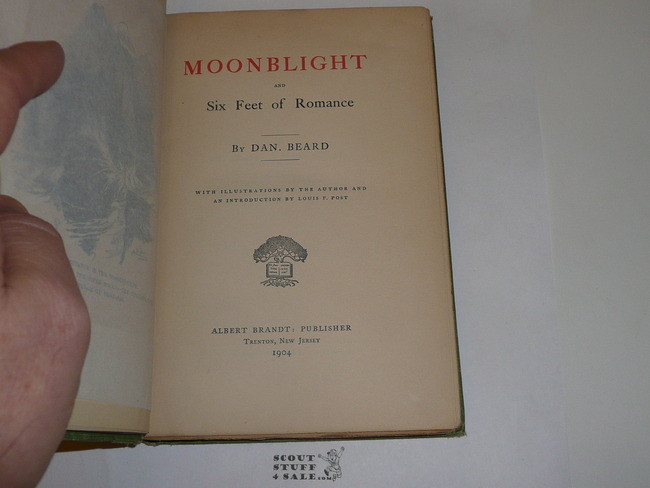 MOONBLIGHT
AND
Six Feet of Romance
By DAN. BEARD
WITH ILLUSTRATIONS BY THE AUTHOR AND
AN INTRODUCTION BY LOUIS F. POST
ALBERT BRANDT: PUBLISHER
Trenton, New Jersey
1904
SCOUT
STUFF
4 SALE.com